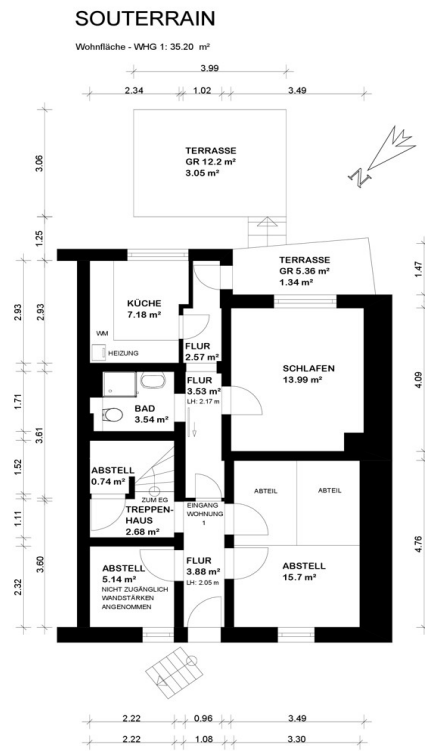 SOUTERRAIN
Wohnfläche - WHG 1: 35.20 m²
3.99
2.34
1.02
3.49
TERRASSE
GR 12.2 m²
3.05 m²
3.06
N
1.25
TERRASSE
GR 5.36 m²
1.34 m²
1.47
KÜCHE
7.18 m²
2.93
2.93
WM
HEIZUNG
FLUR
2.57 m²
SCHLAFEN
13.99 m²
4.09
FLUR
3.53 m²
LH: 2.17 m
BAD
3.54 m²
1.71
3.61
1.52
ABSTELL
0.74 m²
ZUM EG
ABTEIL
ABTEIL
EINGANG
WOHNUNG
1
TREPPEN-
HAUS
2.68 m²
1.11
4.76
ABSTELL
5.14 m²
NICHT ZUGÄNGLICH
WANDSTÄRKEN
ANGENOMMEN
FLUR
3.88 m²
LH: 2.05 m
ABSTELL
15.7 m²
3.60
2.32
2.22
0.96
3.49
2.22
1.08
3.30